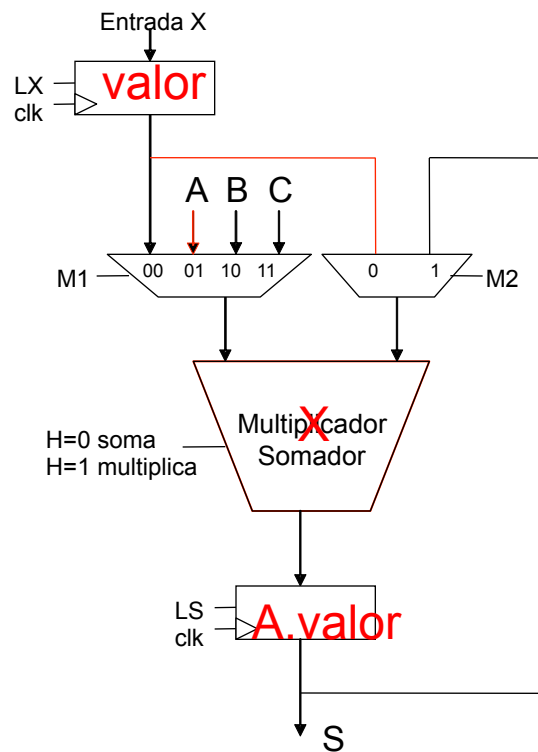 Entrada X
LX
clk
valor
A B C
M1
00 01 10 11
0 1
M2
Multiplicador
X
Somador
H=0 soma
H=1 multiplica
LS
clk
A.valor
S